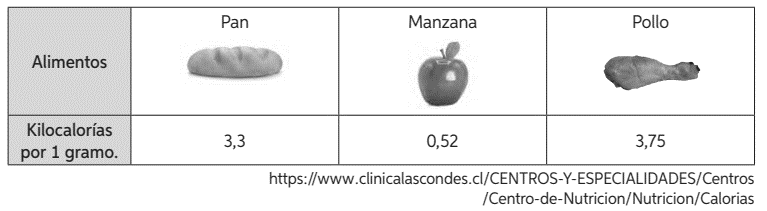 Alimentos
Pan
Manzana
Pollo
Kilocalorías
por 1 gramo.
3,3
0,52
3,75
https://www.clinicalascondes.cl/CENTROS-Y-ESPECIALIDADES/Centros
/Centro-de-Nutricion/Nutricion/Calorias